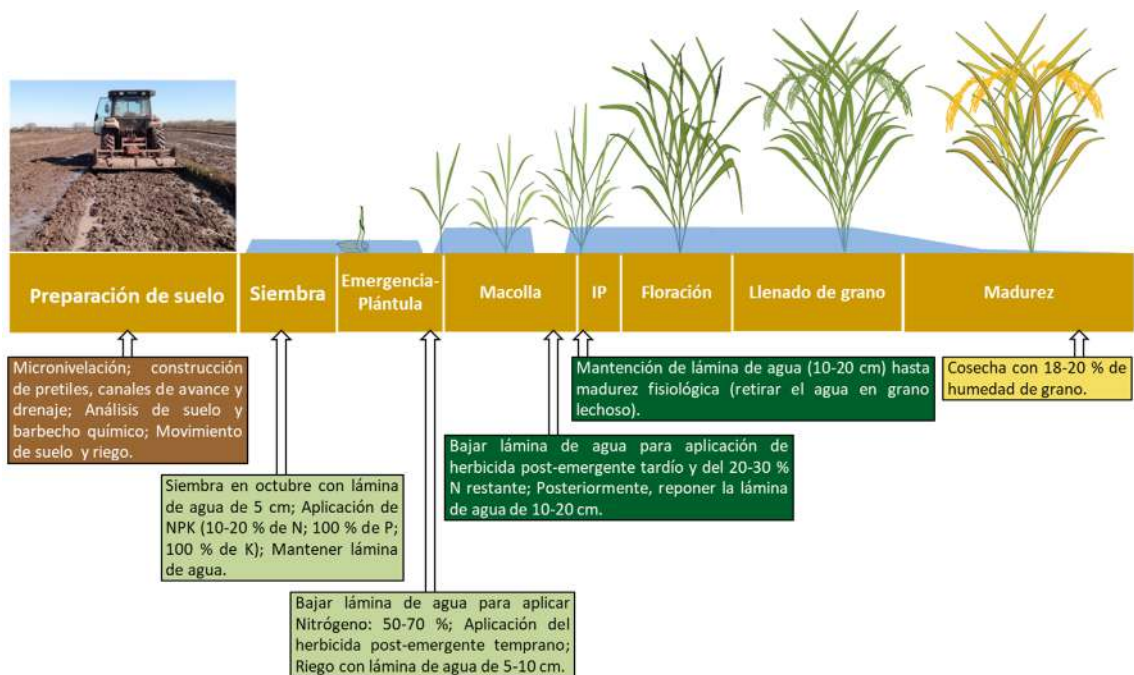 Preparación de suelo
Siembra
Emergencia-
Plántula
Macolla
IP
Floración
Llenado de grano
Madurez
Micronivelación; construcción
de pretiles, canales de avance y
drenaje; Análisis de suelo y
barbecho químico; Movimiento
de suelo y riego.
Siembra en octubre con lámina
de agua de 5 cm; Aplicación de
NPK (10-20 % de N; 100 % de P;
100 % de K); Mantener lámina
de agua.
Bajar lámina de agua para aplicar
Nitrógeno: 50-70 %; Aplicación del
herbicida post-emergente temprano;
Riego con lámina de agua de 5-10 cm.
Bajar lámina de agua para aplicación de
herbicida post-emergente tardío y del 20-30 %
N restante; Posteriormente, reponer la lámina
de agua de 10-20 cm.
Mantención de lámina de agua (10-20 cm) hasta
madurez fisiológica (retirar el agua en grano
lechoso).
Cosecha con 18-20 % de
humedad de grano.